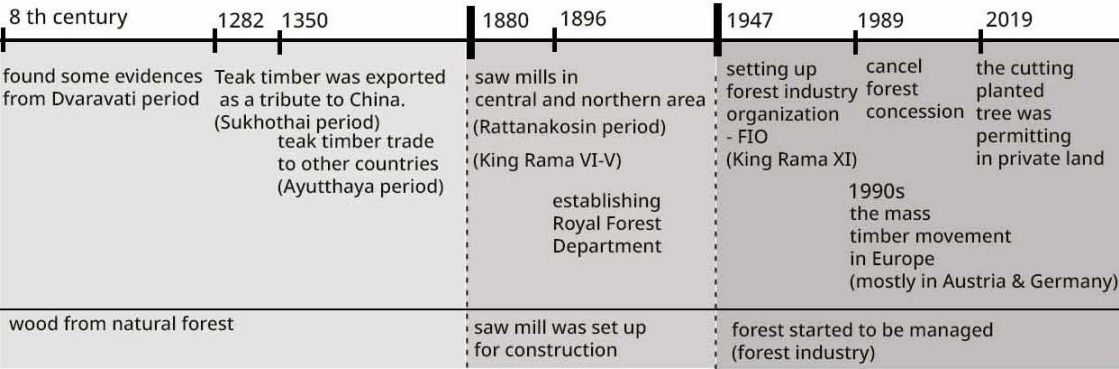 8 th century
1282
1350
1880
1896
1947
1989
2019
found some evidences
from Dvaravati period
Teak timber was exported
as a tribute to China.
(Sukhothai period)
teak timber trade
to other countries
(Ayutthaya period)
saw mills in
central and northern area
(Rattanakosin period)
(King Rama VI-V)
establishing
Royal Forest
Department
setting up
forest industry
organization
- FIO
(King Rama XI)
cancel
forest
concession
the cutting
planted
tree was
permitting
in private land
1990s
the mass
timber movement
in Europe
(mostly in Austria & Germany)
wood from natural forest
saw mill was set up
for construction
forest started to be managed
(forest industry)